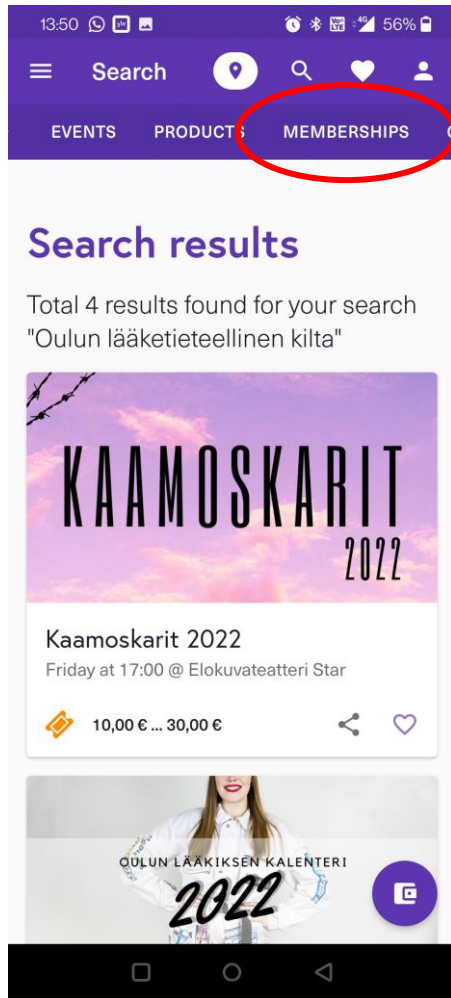 13:50 56%
Search
EVENTS PRODUCTS MEMBERSHIPS
Search results
Total 4 results found for your search
"Oulun lääketieteellinen kilta"
KAAMOSKARIT
2022
Kaamoskarit 2022
Friday at 17:00 @ Elokuvateatteri Star
10,00 € ... 30,00 €
OULUN LÄÄKIKSEN KALENTERI
2022